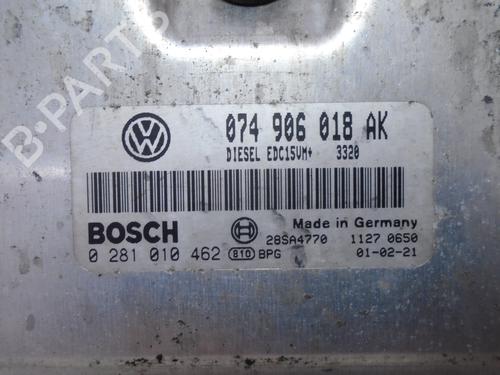 B-PARTS
074 906 018 AK
DIESEL EDC15VM+ 3320
BOSCH
Made in Germany
28SA4770 1127 0650
0 281 010 462 810 BPG 01-02-21